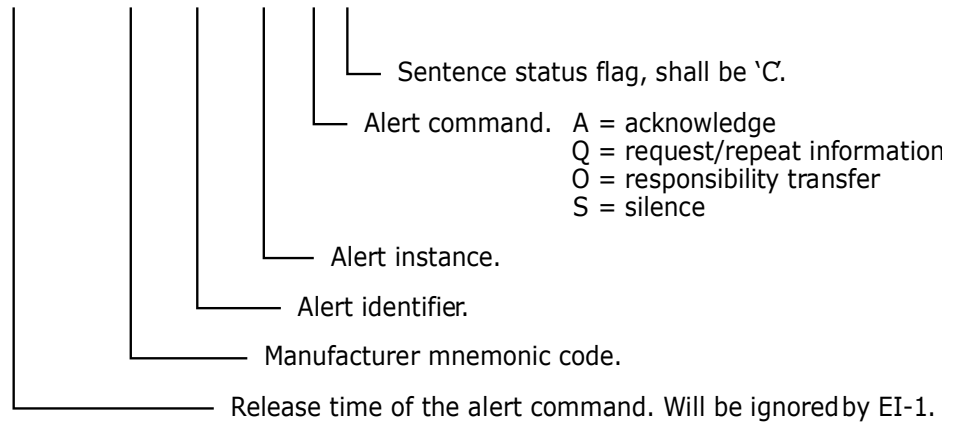 Sentence status flag, shall be ‘C’.
Alert command. A = acknowledge
Q = request/repeat information
O = responsibility transfer
S = silence
Alert instance.
Alert identifier.
Manufacturer mnemonic code.
Release time of the alert command. Will be ignored by EI-1.